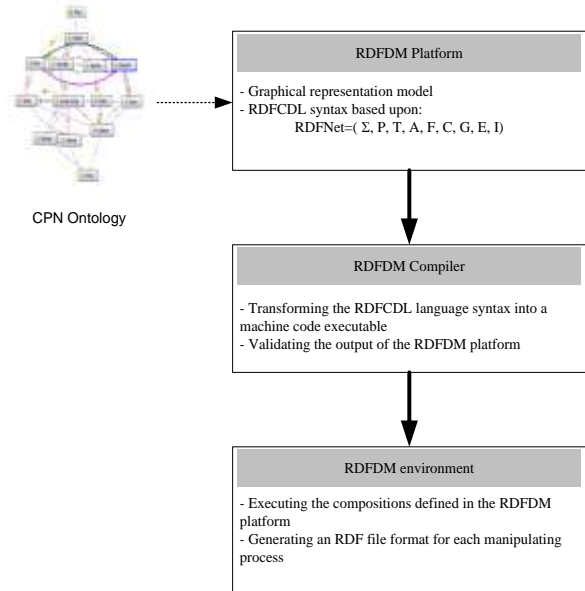 CPN Ontology
RDFDM Platform
- Graphical representation model
- RDFCDL syntax based upon:
RDFNet=( Σ, P, T, A, F, C, G, E, I)
RDFDM Compiler
- Transforming the RDFCDL language syntax into a
machine code executable
- Validating the output of the RDFDM platform
RDFDM environment
- Executing the compositions defined in the RDFDM
platform
- Generating an RDF file format for each manipulating
process